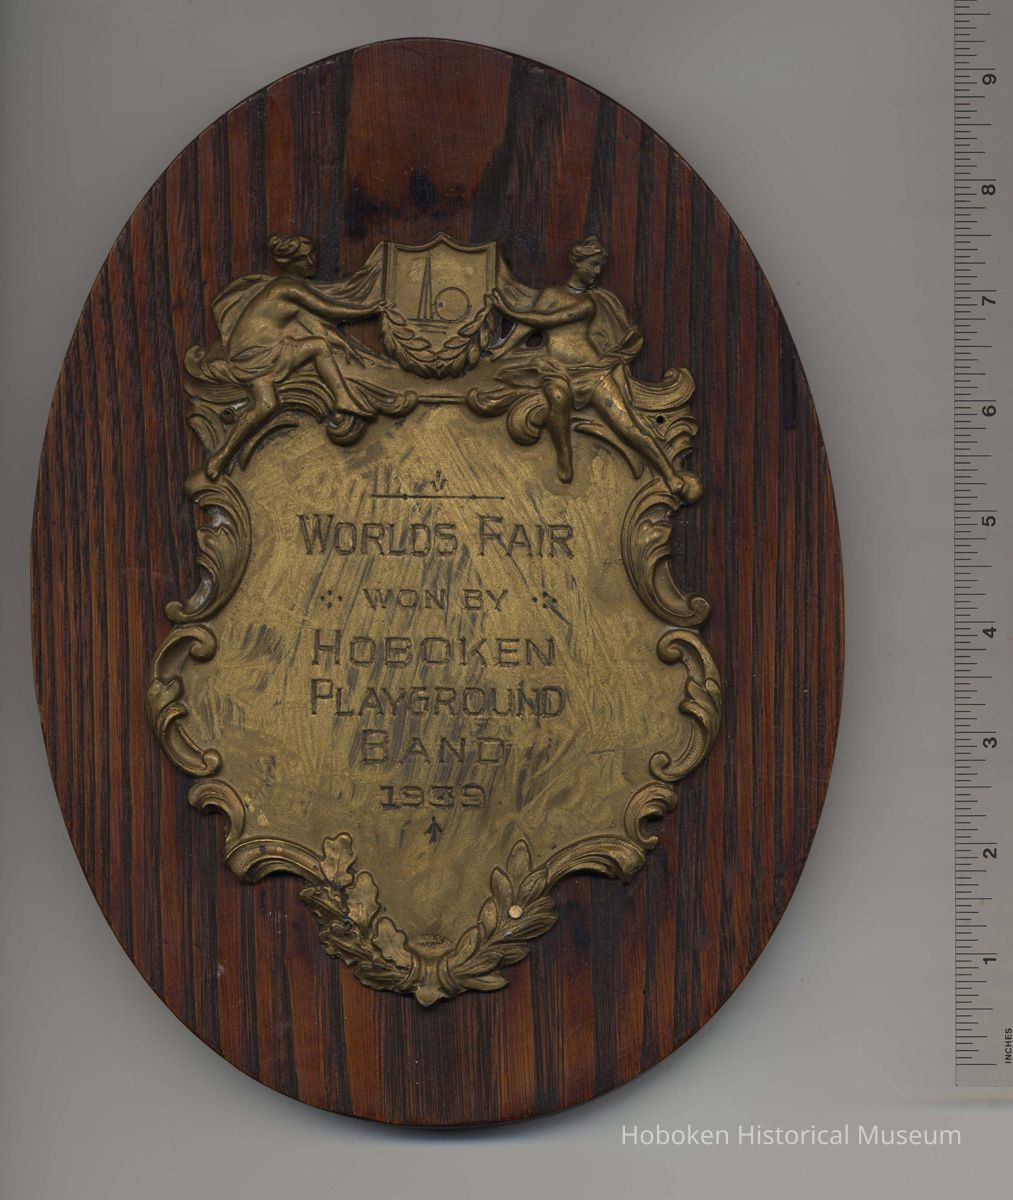 WORLDS FAIR
WON BY
HOBOKEN
PLAYGROUND
BAND
1939
9
8
7
6
5
4
3
2
1
INCHES
Hoboken Historical Museum